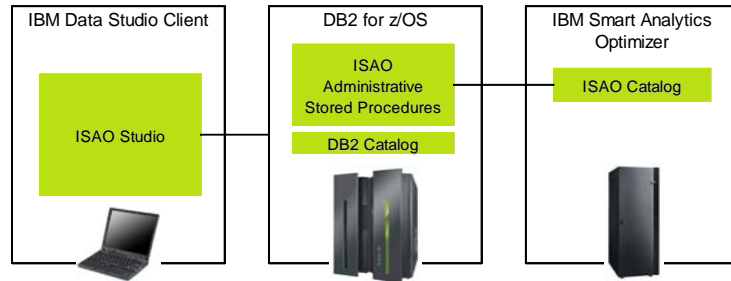 IBM Data Studio Client
ISAO Studio
DB2 for z/OS
ISAO
Administrative
Stored Procedures
DB2 Catalog
IBM Smart Analytics
Optimizer
ISAO Catalog